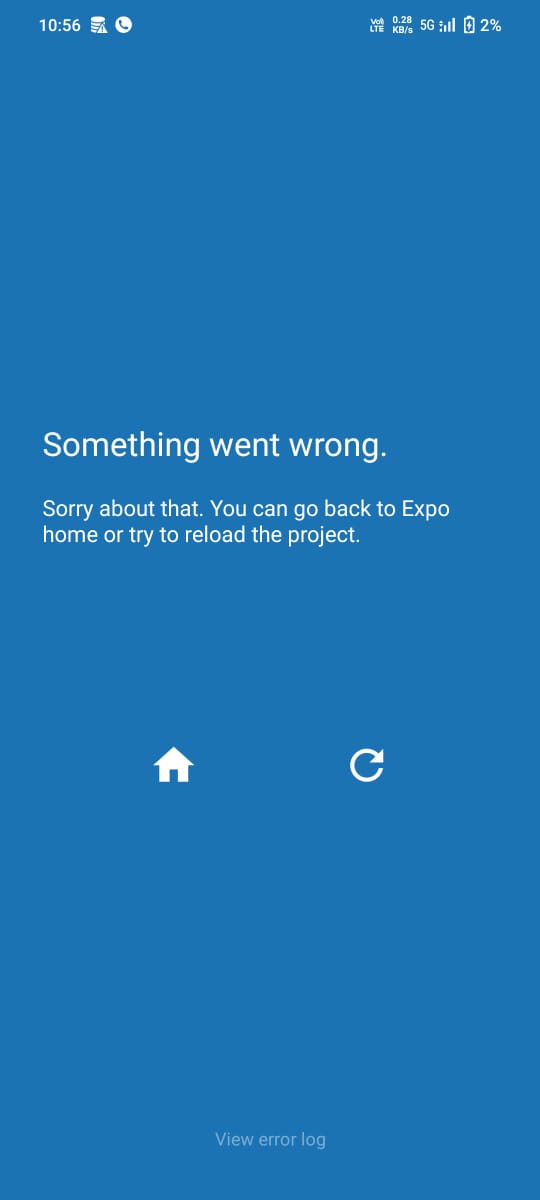 10:56
Vo) 0.28 5G 2%
LTE KB/s
Something went wrong.
Sorry about that. You can go back to Expo
home or try to reload the project.
View error log